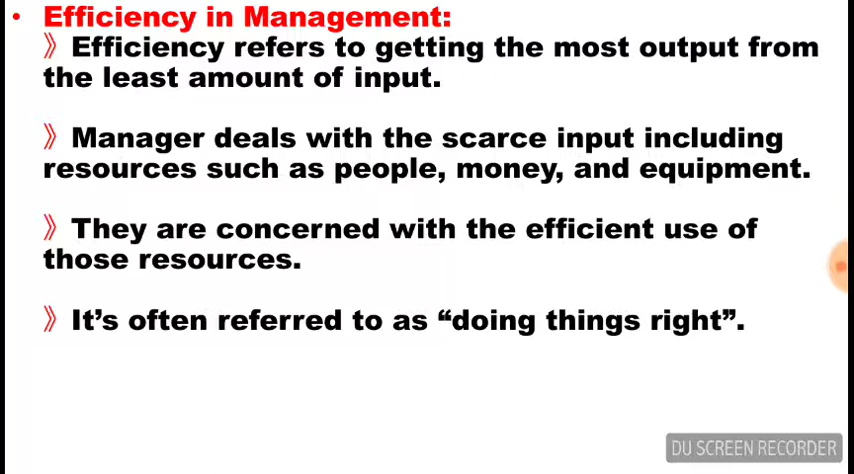 • Efficiency in Management:
》Efficiency refers to getting the most output from
the least amount of input.
》Manager deals with the scarce input including
resources such as people, money, and equipment.
》They are concerned with the efficient use of
those resources.
》It’s often referred to as “doing things right”.
DU SCREEN RECORDER